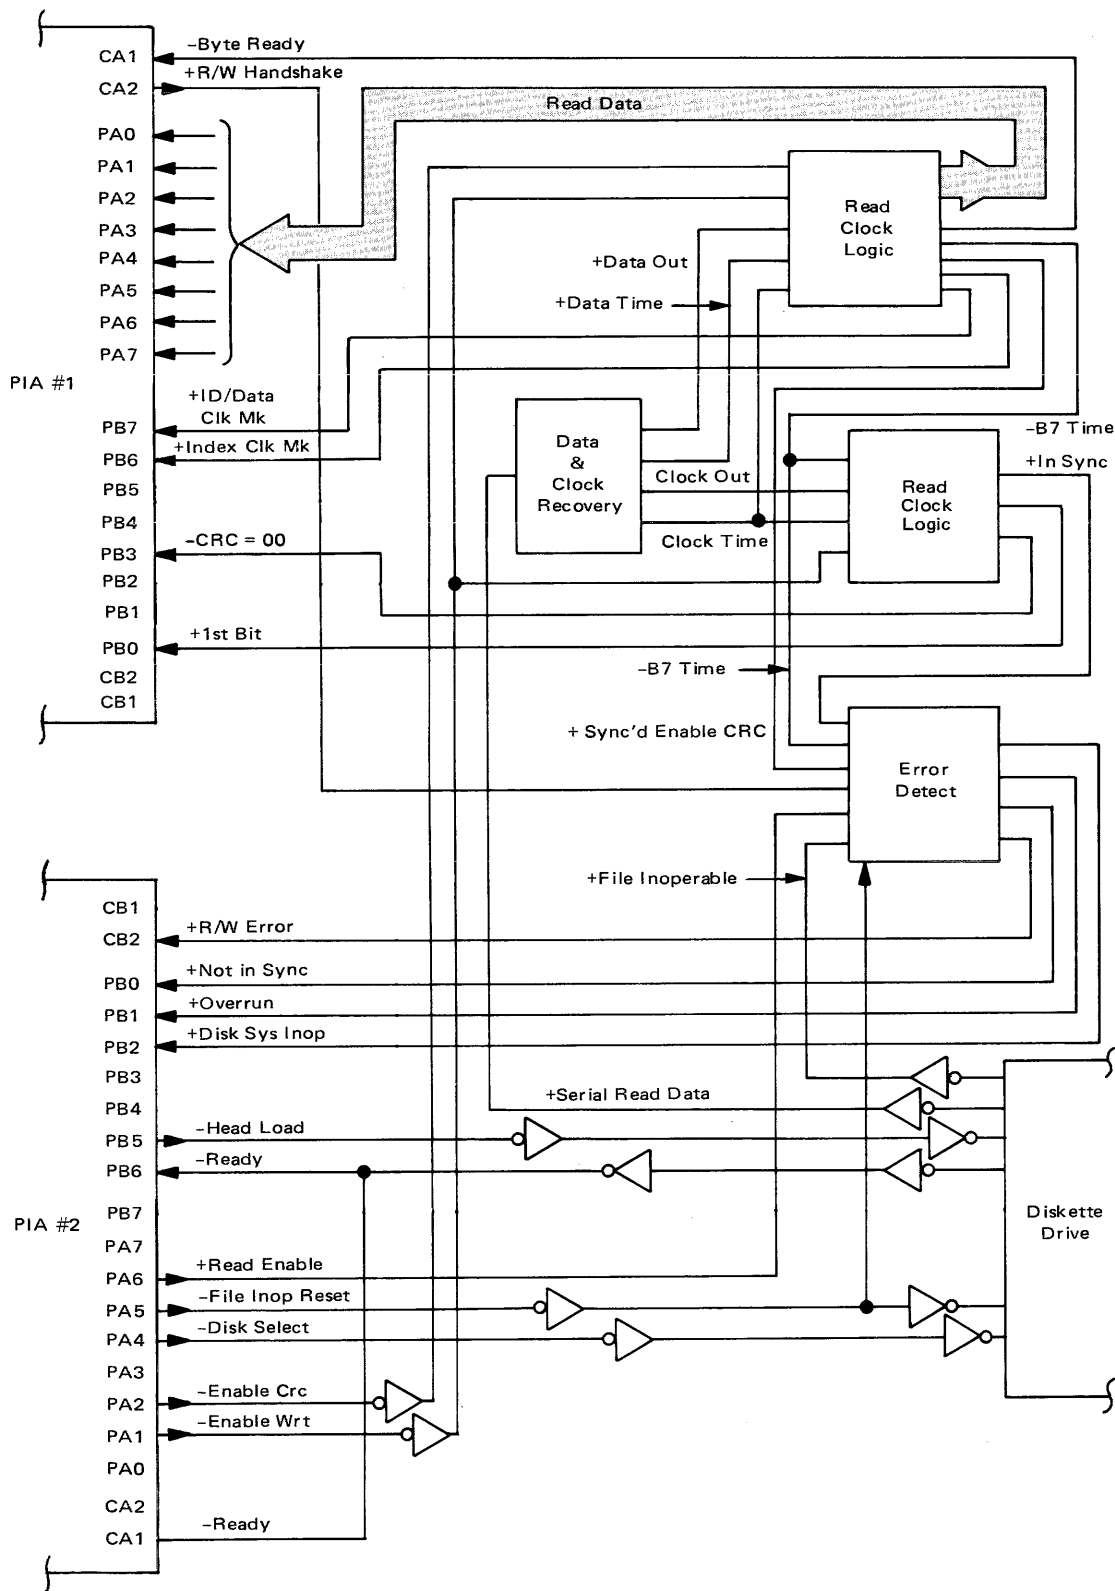 CA1
−Byte Ready
CA2
+R/W Handshake
Read Data
PA0
PA1
PA2
PA3
PA4
PA5
PA6
PA7
PIA #1
Read
Clock
Logic
+Data Out
+Data Time
+ID/Data
Clk Mk
PB7
+Index Clk Mk
PB6
PB5
PB4
−CRC = 00
PB3
PB2
PB1
+1st Bit
PB0
CB2
CB1
Data
&
Clock
Recovery
Clock Out
Clock Time
−B7 Time
+In Sync
Read
Clock
Logic
−B7 Time
+ Sync'd Enable CRC
Error
Detect
+File Inoperable
CB1
CB2
+R/W Error
PB0
+Not in Sync
PB1
+Overrun
PB2
+Disk Sys Inop
PB3
PB4
+Serial Read Data
PB5
−Head Load
PB6
−Ready
PIA #2
PB7
PA7
PA6
+Read Enable
PA5
−File Inop Reset
PA4
−Disk Select
PA3
PA2
−Enable Crc
PA1
−Enable Wrt
PA0
CA2
CA1
−Ready
Diskette
Drive